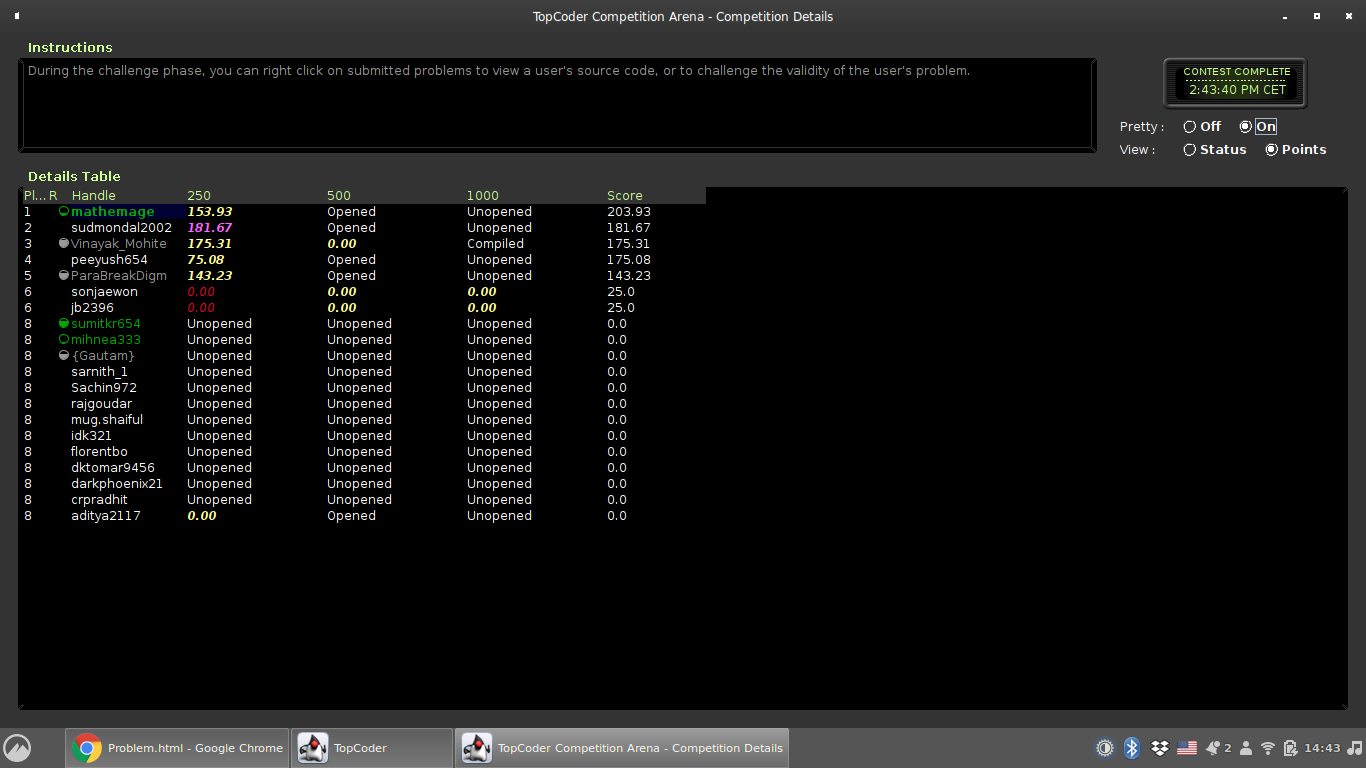 TopCoder Competition Arena - Competition Details
Instructions
During the challenge phase, you can right click on submitted problems to view a user's source code, or to challenge the validity of the user's problem.
CONTEST COMPLETE
2:43:40 PM CET
Pretty : Off On
View : Status Points
Details Table
Pl... R Handle 250 500 1000 Score
1 mathemage 153.93 Opened Unopened 203.93
2 sudmondal2002 181.67 Opened Unopened 181.67
3 Vinayak_Mohite 175.31 0.00 Compiled 175.31
4 peeyush654 75.08 Opened Unopened 175.08
5 ParaBreakDigm 143.23 Opened Unopened 143.23
6 sonjaewon 0.00 0.00 0.00 25.0
6 jb2396 0.00 0.00 0.00 25.0
8 sumitkr654 Unopened Unopened Unopened 0.0
8 mihnea333 Unopened Unopened Unopened 0.0
8 {Gautam} Unopened Unopened Unopened 0.0
8 sarnith_1 Unopened Unopened Unopened 0.0
8 Sachin972 Unopened Unopened Unopened 0.0
8 rajgoudar Unopened Unopened Unopened 0.0
8 mug.shaiful Unopened Unopened Unopened 0.0
8 idk321 Unopened Unopened Unopened 0.0
8 florentbo Unopened Unopened Unopened 0.0
8 dktomar9456 Unopened Unopened Unopened 0.0
8 darkphoenix21 Unopened Unopened Unopened 0.0
8 crpradhit Unopened Unopened Unopened 0.0
8 aditya2117 0.00 Opened Unopened 0.0
Problem.html - Google Chrome TopCoder TopCoder Competition Arena - Competition Details 2 14:43